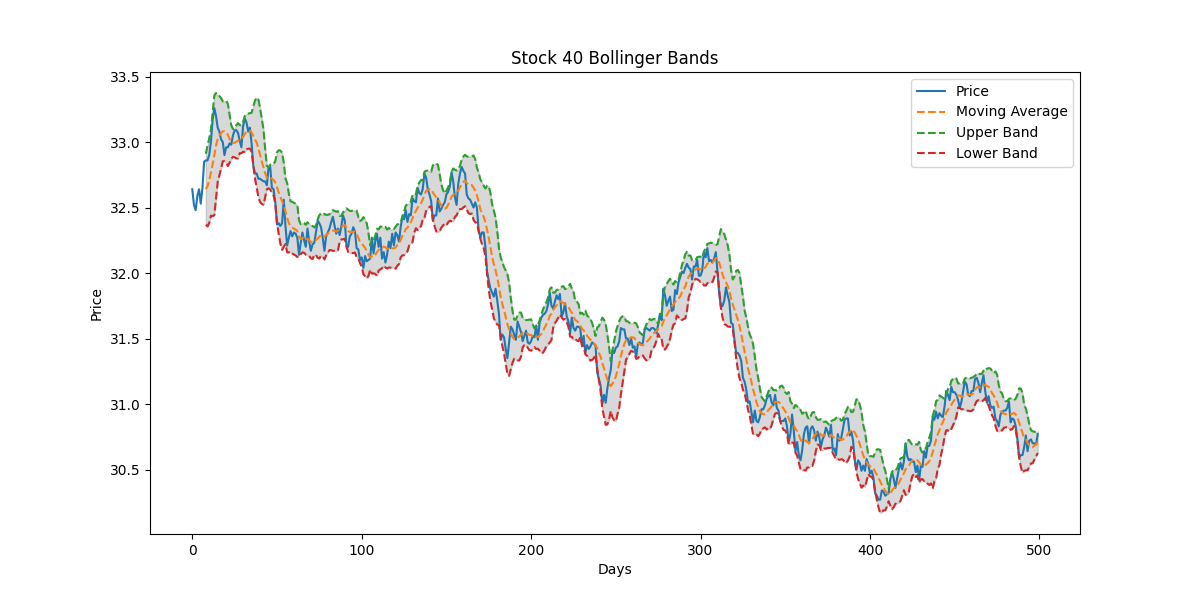 Stock 40 Bollinger Bands
Price
Moving Average
Upper Band
Lower Band
33.5
33.0
32.5
32.0
31.5
31.0
30.5
Price
0
100
200
300
400
500
Days